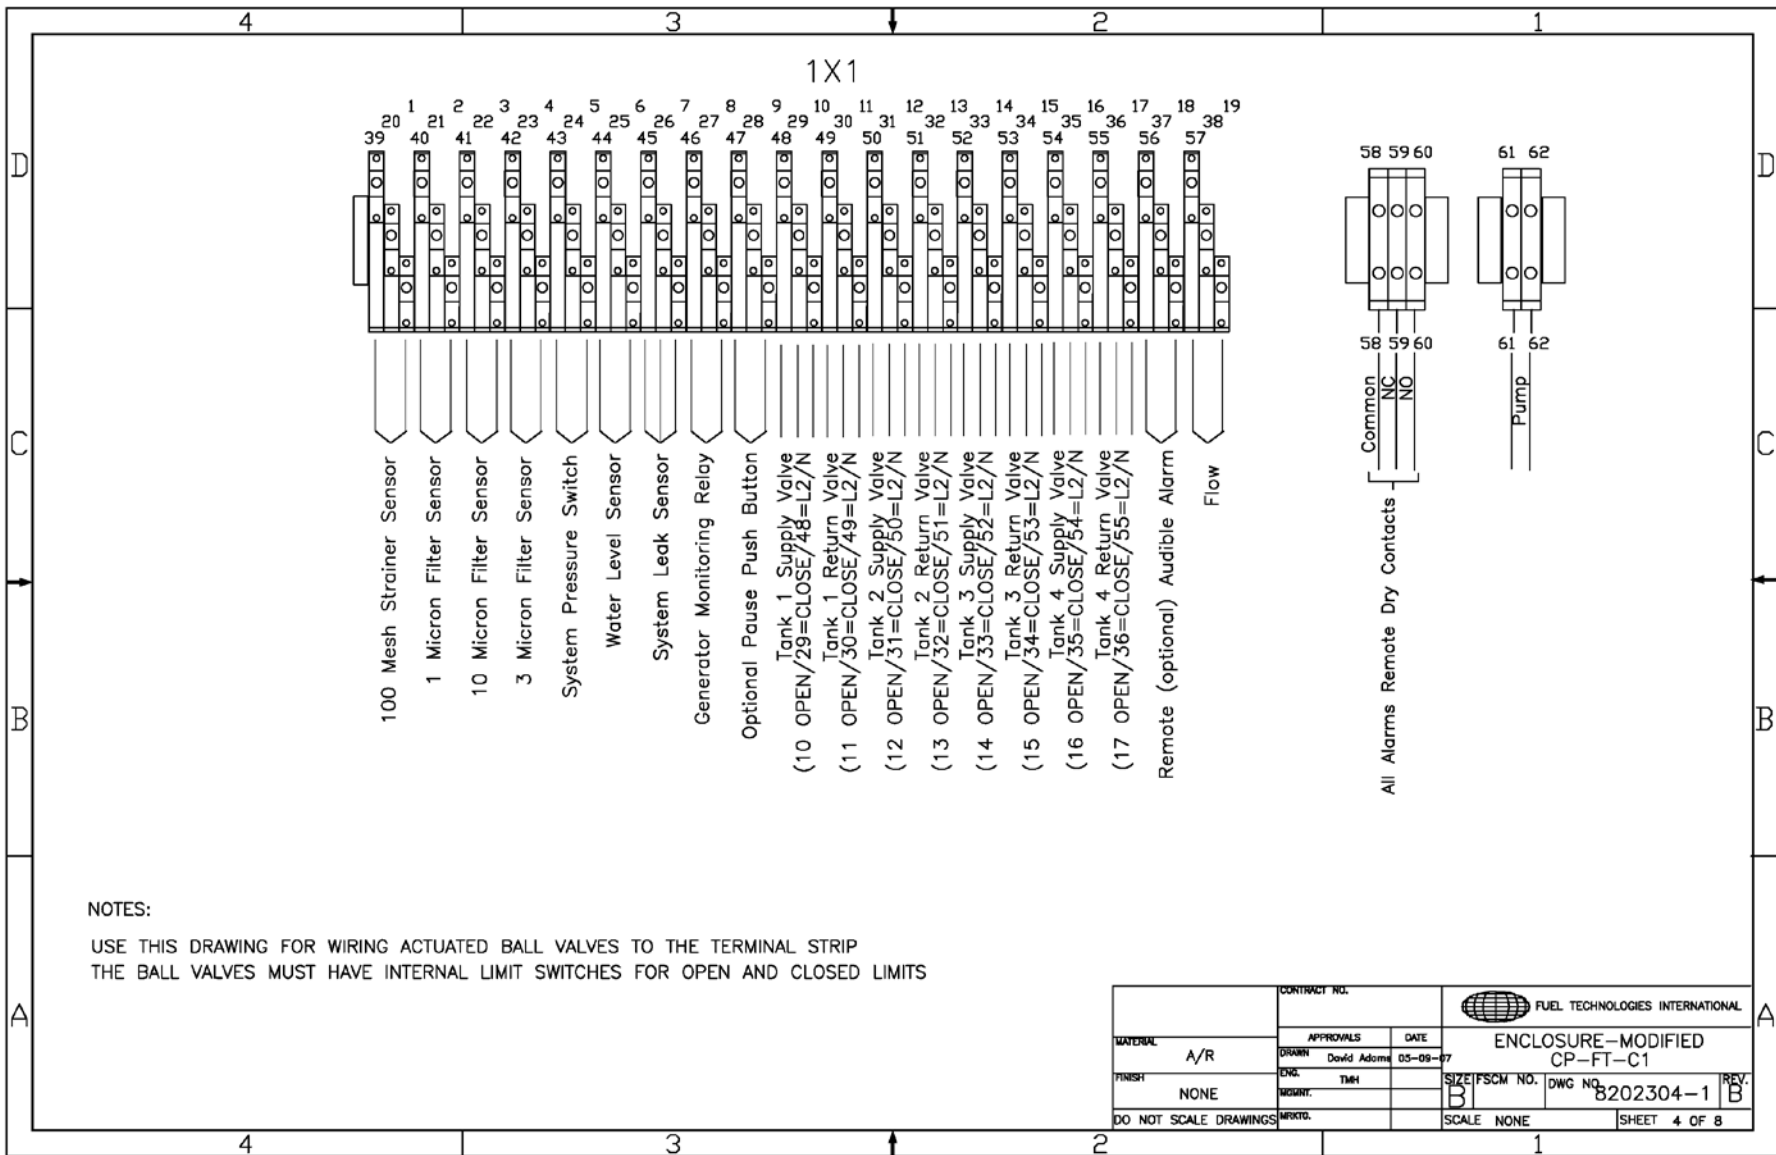 4 3 2 1
1X1
1 2 3 4 5 6 7 8 9 10 11 12 13 14 15 16 17 18 19
20 21 22 23 24 25 26 27 28 29 30 31 32 33 34 35 36 37 38
39 40 41 42 43 44 45 46 47 48 49 50 51 52 53 54 55 56 57
58 59 60 61 62
D D
58 59 60 61 62
Common
NC
NO
Pump
C C
100 Mesh Strainer Sensor
1 Micron Filter Sensor
10 Micron Filter Sensor
3 Micron Filter Sensor
System Pressure Switch
Water Level Sensor
System Leak Sensor
Generator Monitoring Relay
Optional Pause Push Button
Tank 1 Supply Valve
(10 OPEN/29=CLOSE/48=L2/N
Tank 1 Return Valve
(11 OPEN/30=CLOSE/49=L2/N
Tank 2 Supply Valve
(12 OPEN/31=CLOSE/50=L2/N
Tank 2 Return Valve
(13 OPEN/32=CLOSE/51=L2/N
Tank 3 Supply Valve
(14 OPEN/33=CLOSE/52=L2/N
Tank 3 Return Valve
(15 OPEN/34=CLOSE/53=L2/N
Tank 4 Supply Valve
(16 OPEN/35=CLOSE/54=L2/N
Tank 4 Return Valve
(17 OPEN/36=CLOSE/55=L2/N
Remote (optional) Audible Alarm
Flow
All Alarms Remote Dry Contacts
B B
NOTES:
USE THIS DRAWING FOR WIRING ACTUATED BALL VALVES TO THE TERMINAL STRIP
THE BALL VALVES MUST HAVE INTERNAL LIMIT SWITCHES FOR OPEN AND CLOSED LIMITS
A A
CONTRACT NO.
FUEL TECHNOLOGIES INTERNATIONAL
MATERIAL
A/R
APPROVALS DATE
DRAWN David Adams 05-09-07
ENCLOSURE-MODIFIED
CP-FT-C1
FINISH
NONE
ENG. TMH
MGMNT.
SIZE B
FSCM NO.
DWG NO. 8202304-1
REV. B
DO NOT SCALE DRAWINGS
MRKTG.
SCALE NONE
SHEET 4 OF 8
4 3 2 1